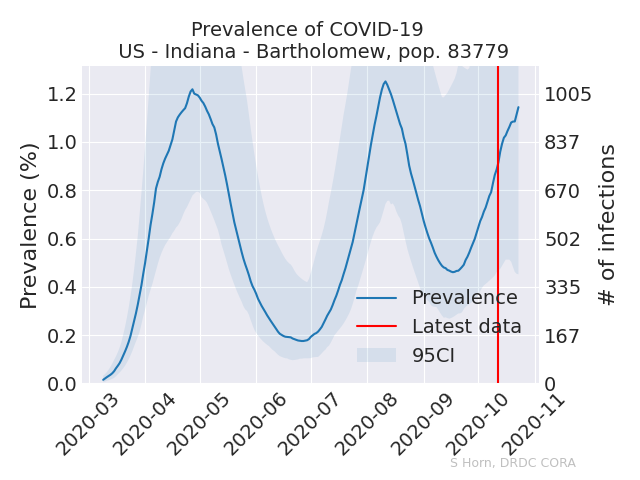 Prevalence of COVID-19
US - Indiana - Bartholomew, pop. 83779
Prevalence (%)
1.2
1.0
0.8
0.6
0.4
0.2
0.0
1005
837
670
502
335
167
0
# of infections
Prevalence
Latest data
95CI
2020-03
2020-04
2020-05
2020-06
2020-07
2020-08
2020-09
2020-10
2020-11
S Horn, DRDC CORA